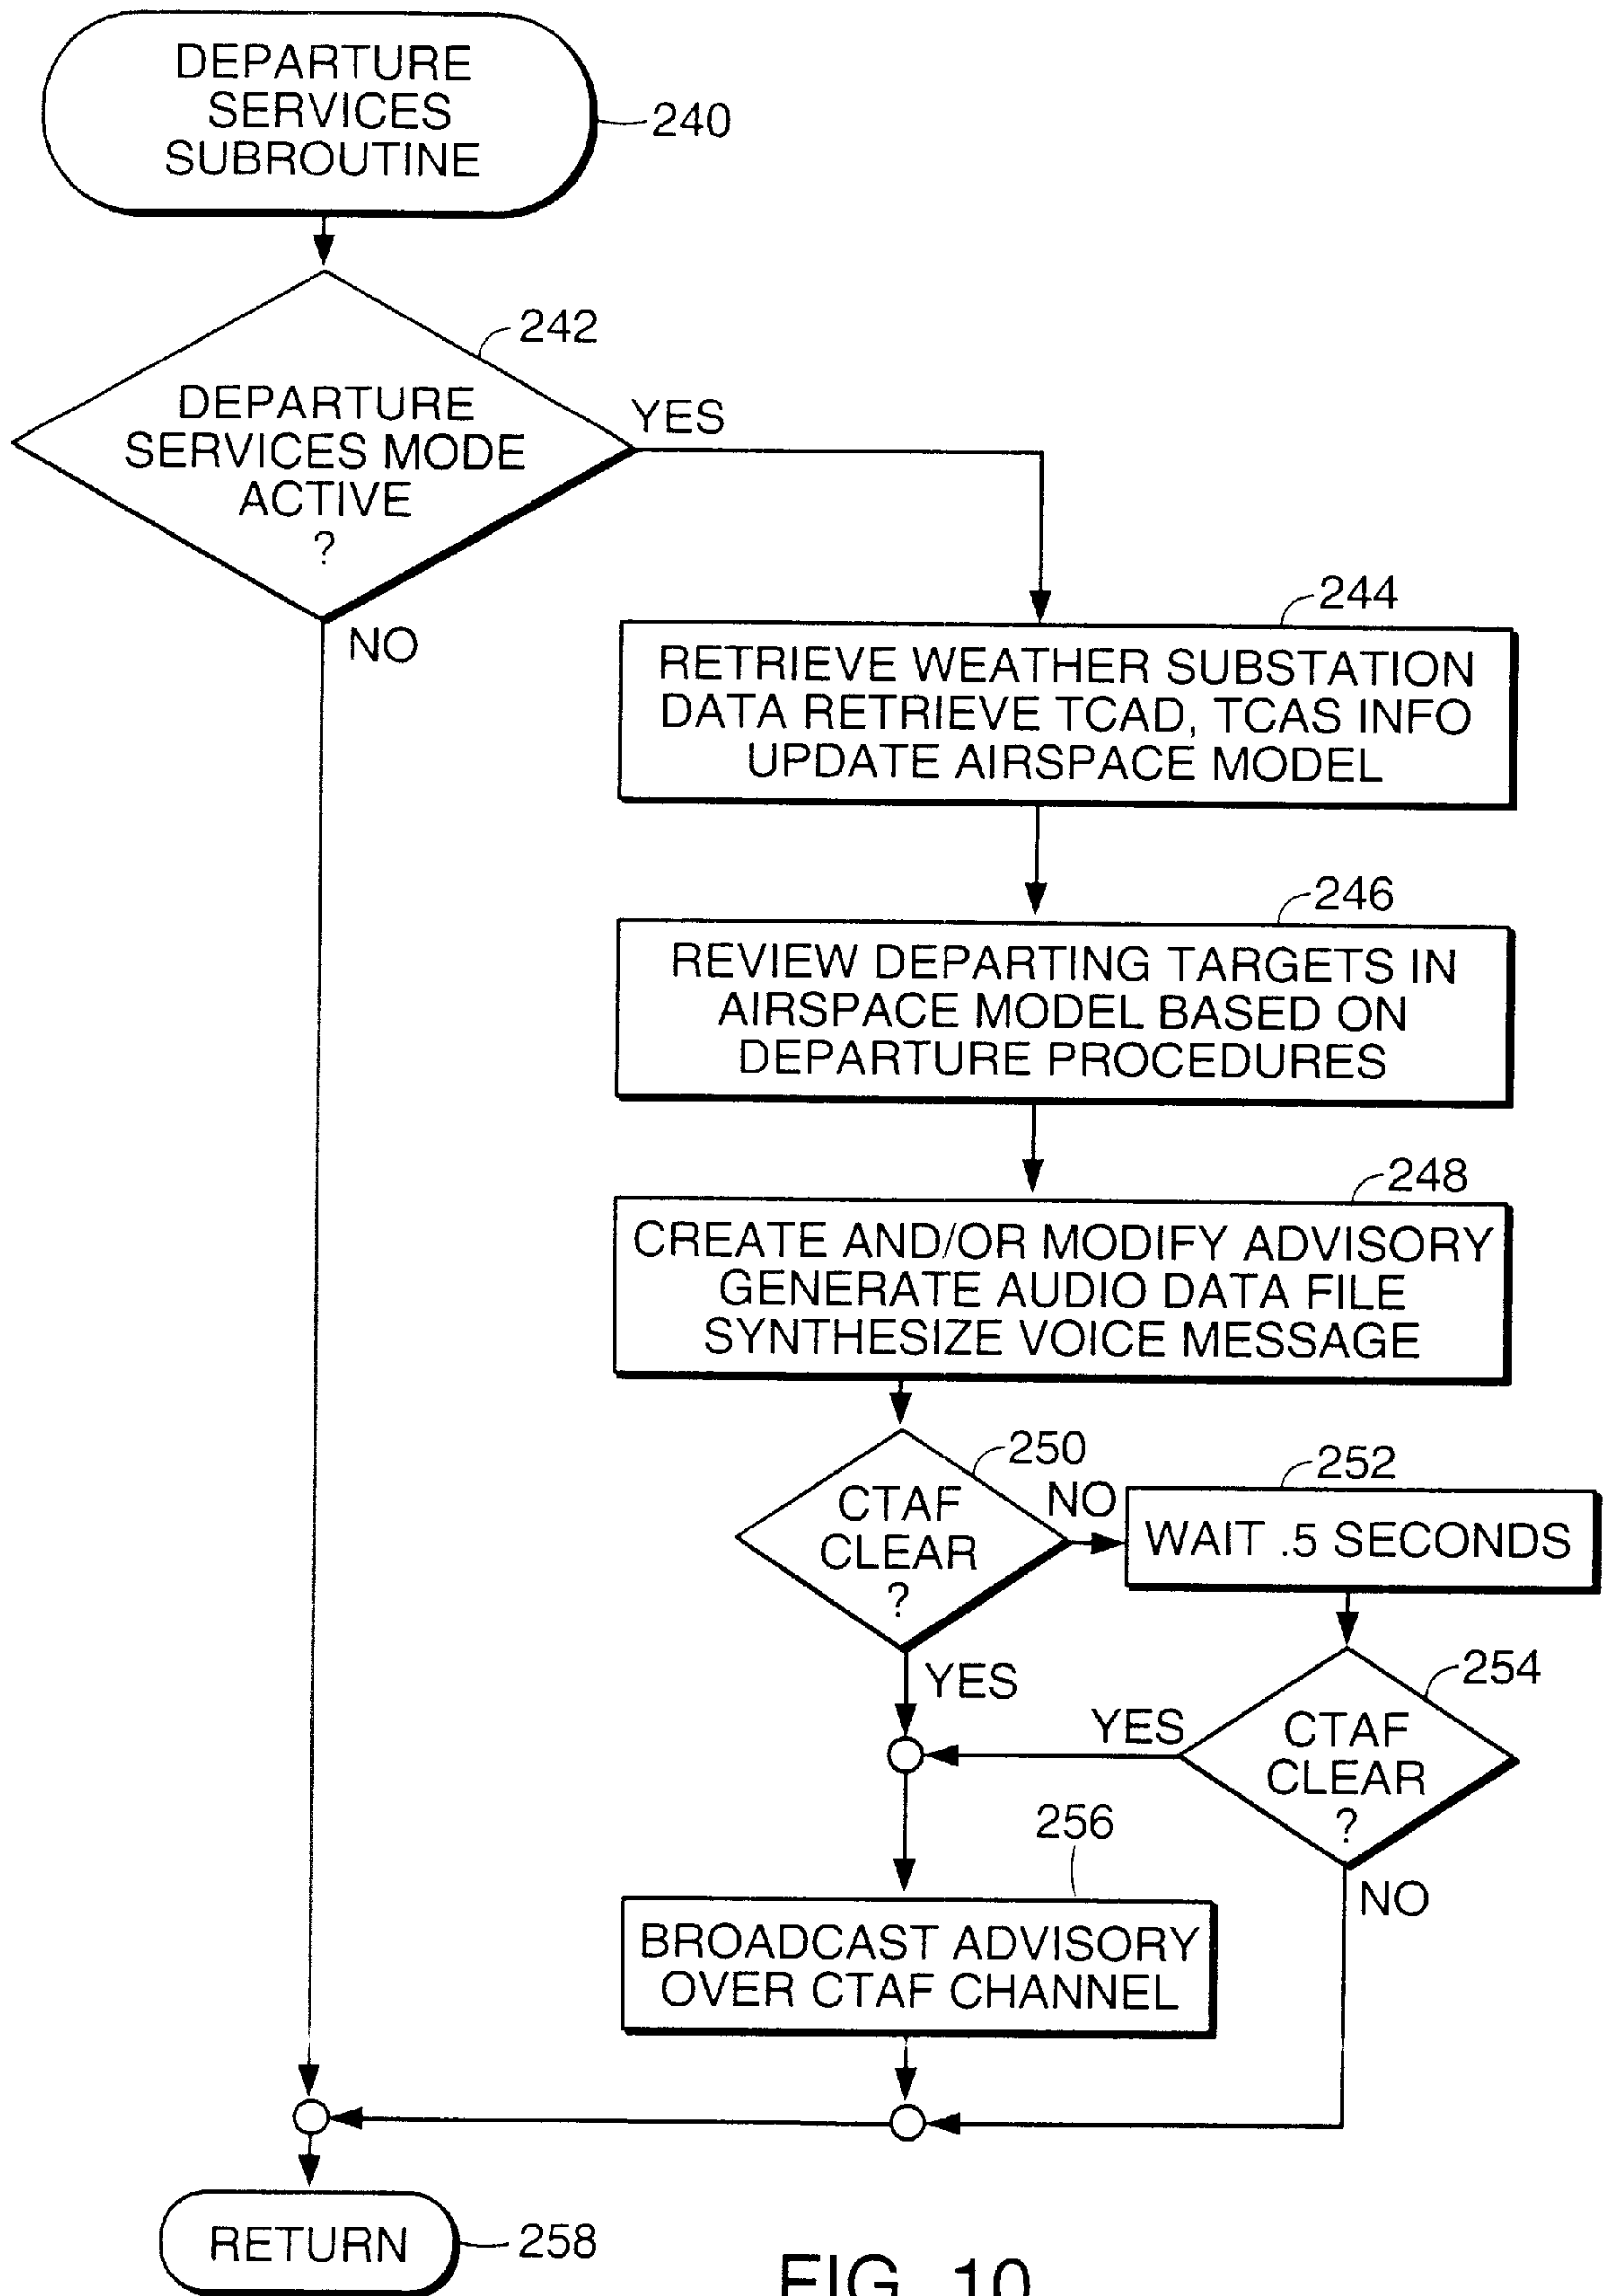 DEPARTURE
SERVICES
SUBROUTINE
240
242
DEPARTURE
SERVICES MODE
ACTIVE
?
YES
NO
244
RETRIEVE WEATHER SUBSTATION
DATA RETRIEVE TCAD, TCAS INFO
UPDATE AIRSPACE MODEL
246
REVIEW DEPARTING TARGETS IN
AIRSPACE MODEL BASED ON
DEPARTURE PROCEDURES
248
CREATE AND/OR MODIFY ADVISORY
GENERATE AUDIO DATA FILE
SYNTHESIZE VOICE MESSAGE
250
CTAF
CLEAR
?
NO
252
WAIT .5 SECONDS
YES
254
CTAF
CLEAR
?
YES
NO
256
BROADCAST ADVISORY
OVER CTAF CHANNEL
RETURN
258
FIG. 10